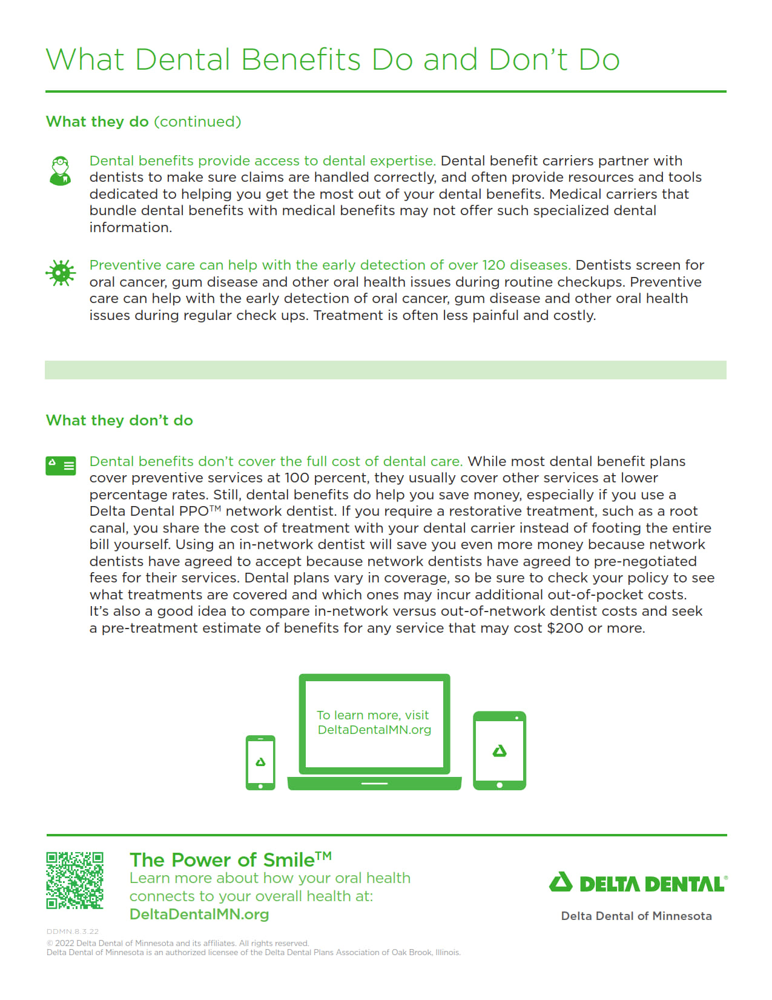 What Dental Benefits Do and Don’t Do
What they do (continued)
Dental benefits provide access to dental expertise. Dental benefit carriers partner with
dentists to make sure claims are handled correctly, and often provide resources and tools
dedicated to helping you get the most out of your dental benefits. Medical carriers that
bundle dental benefits with medical benefits may not offer such specialized dental
information.
Preventive care can help with the early detection of over 120 diseases. Dentists screen for
oral cancer, gum disease and other oral health issues during routine checkups. Preventive
care can help with the early detection of oral cancer, gum disease and other oral health
issues during regular check ups. Treatment is often less painful and costly.
What they don’t do
Dental benefits don’t cover the full cost of dental care. While most dental benefit plans
cover preventive services at 100 percent, they usually cover other services at lower
percentage rates. Still, dental benefits do help you save money, especially if you use a
Delta Dental PPO™ network dentist. If you require a restorative treatment, such as a root
canal, you share the cost of treatment with your dental carrier instead of footing the entire
bill yourself. Using an in-network dentist will save you even more money because network
dentists have agreed to accept because network dentists have agreed to pre-negotiated
fees for their services. Dental plans vary in coverage, so be sure to check your policy to see
what treatments are covered and which ones may incur additional out-of-pocket costs.
It’s also a good idea to compare in-network versus out-of-network dentist costs and seek
a pre-treatment estimate of benefits for any service that may cost $200 or more.
To learn more, visit
DeltaDentalMN.org
The Power of Smile™
Learn more about how your oral health
connects to your overall health at:
DeltaDentalMN.org
DELTA DENTAL®
Delta Dental of Minnesota
DDMN.8.3.22
© 2022 Delta Dental of Minnesota and its affiliates. All rights reserved.
Delta Dental of Minnesota is an authorized licensee of the Delta Dental Plans Association of Oak Brook, Illinois.